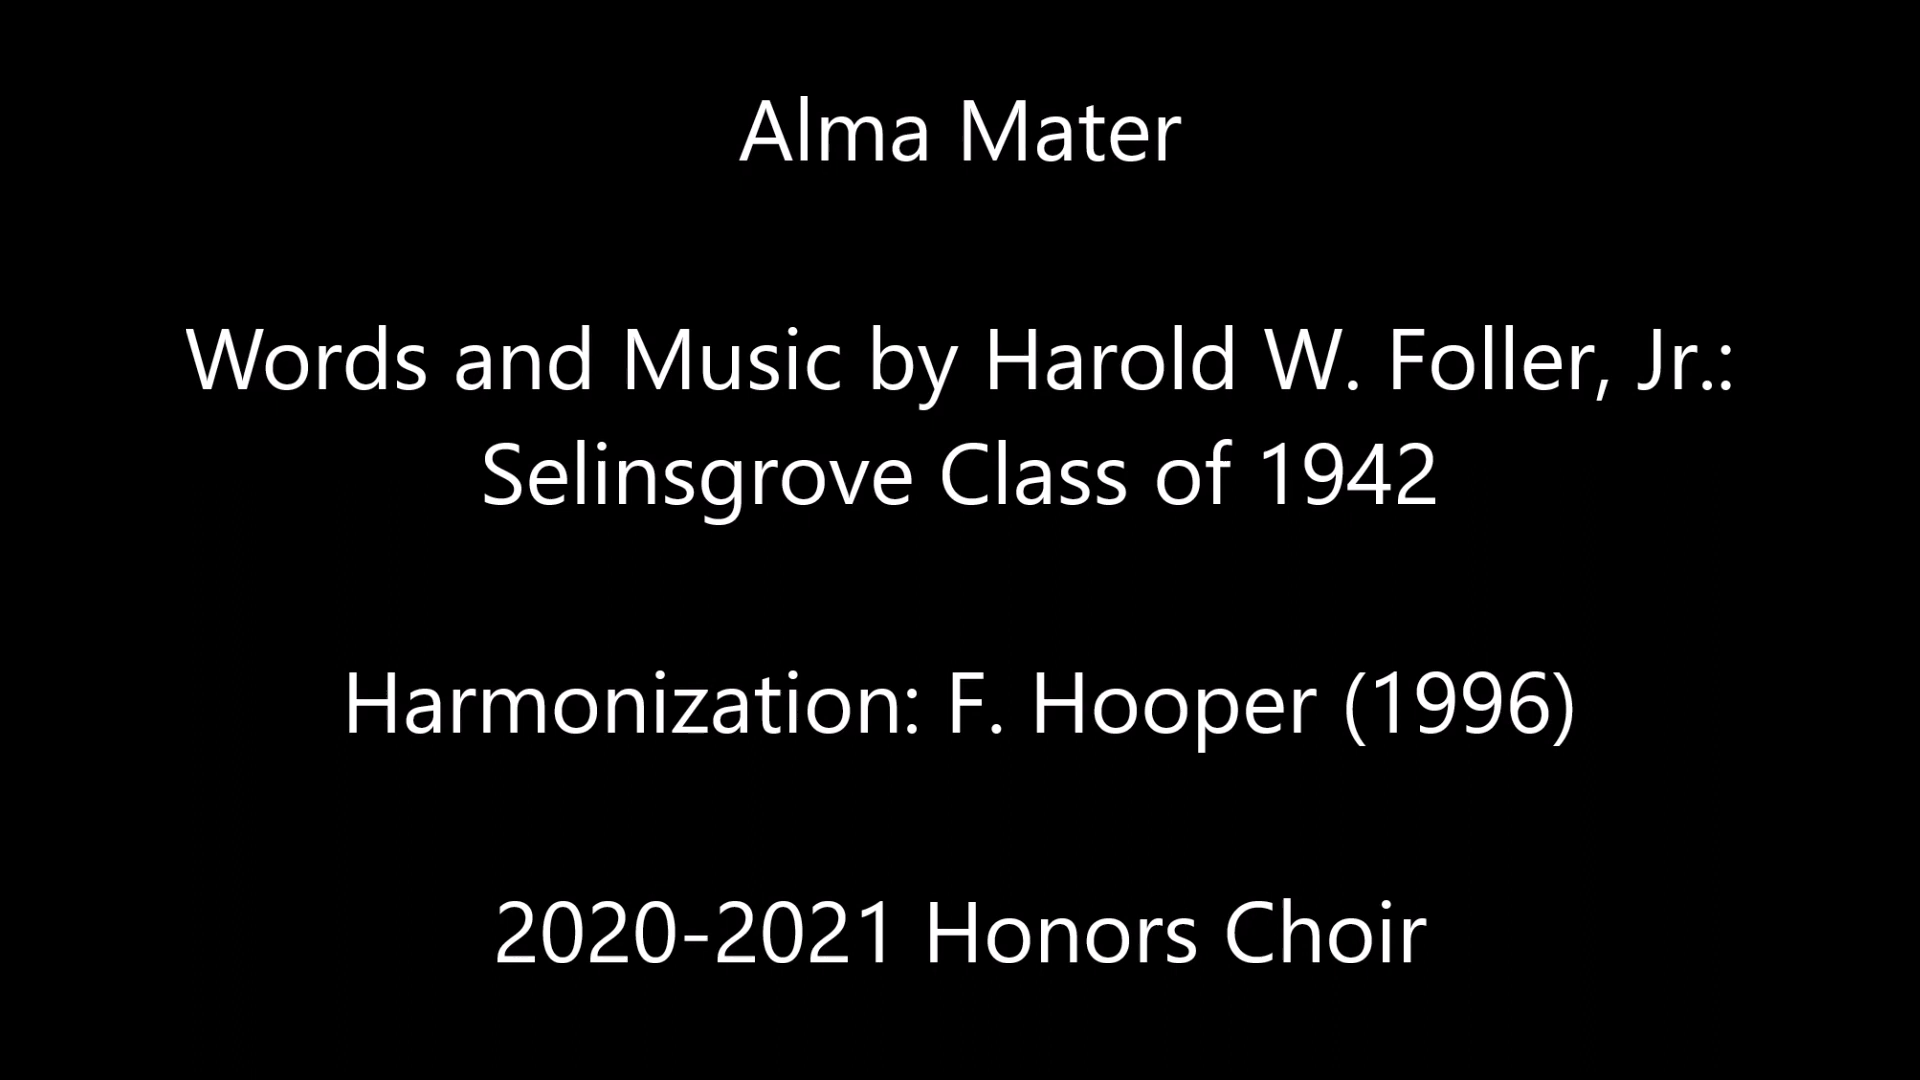 Alma Mater
Words and Music by Harold W. Foller, Jr.:
Selinsgrove Class of 1942
Harmonization: F. Hooper (1996)
2020-2021 Honors Choir